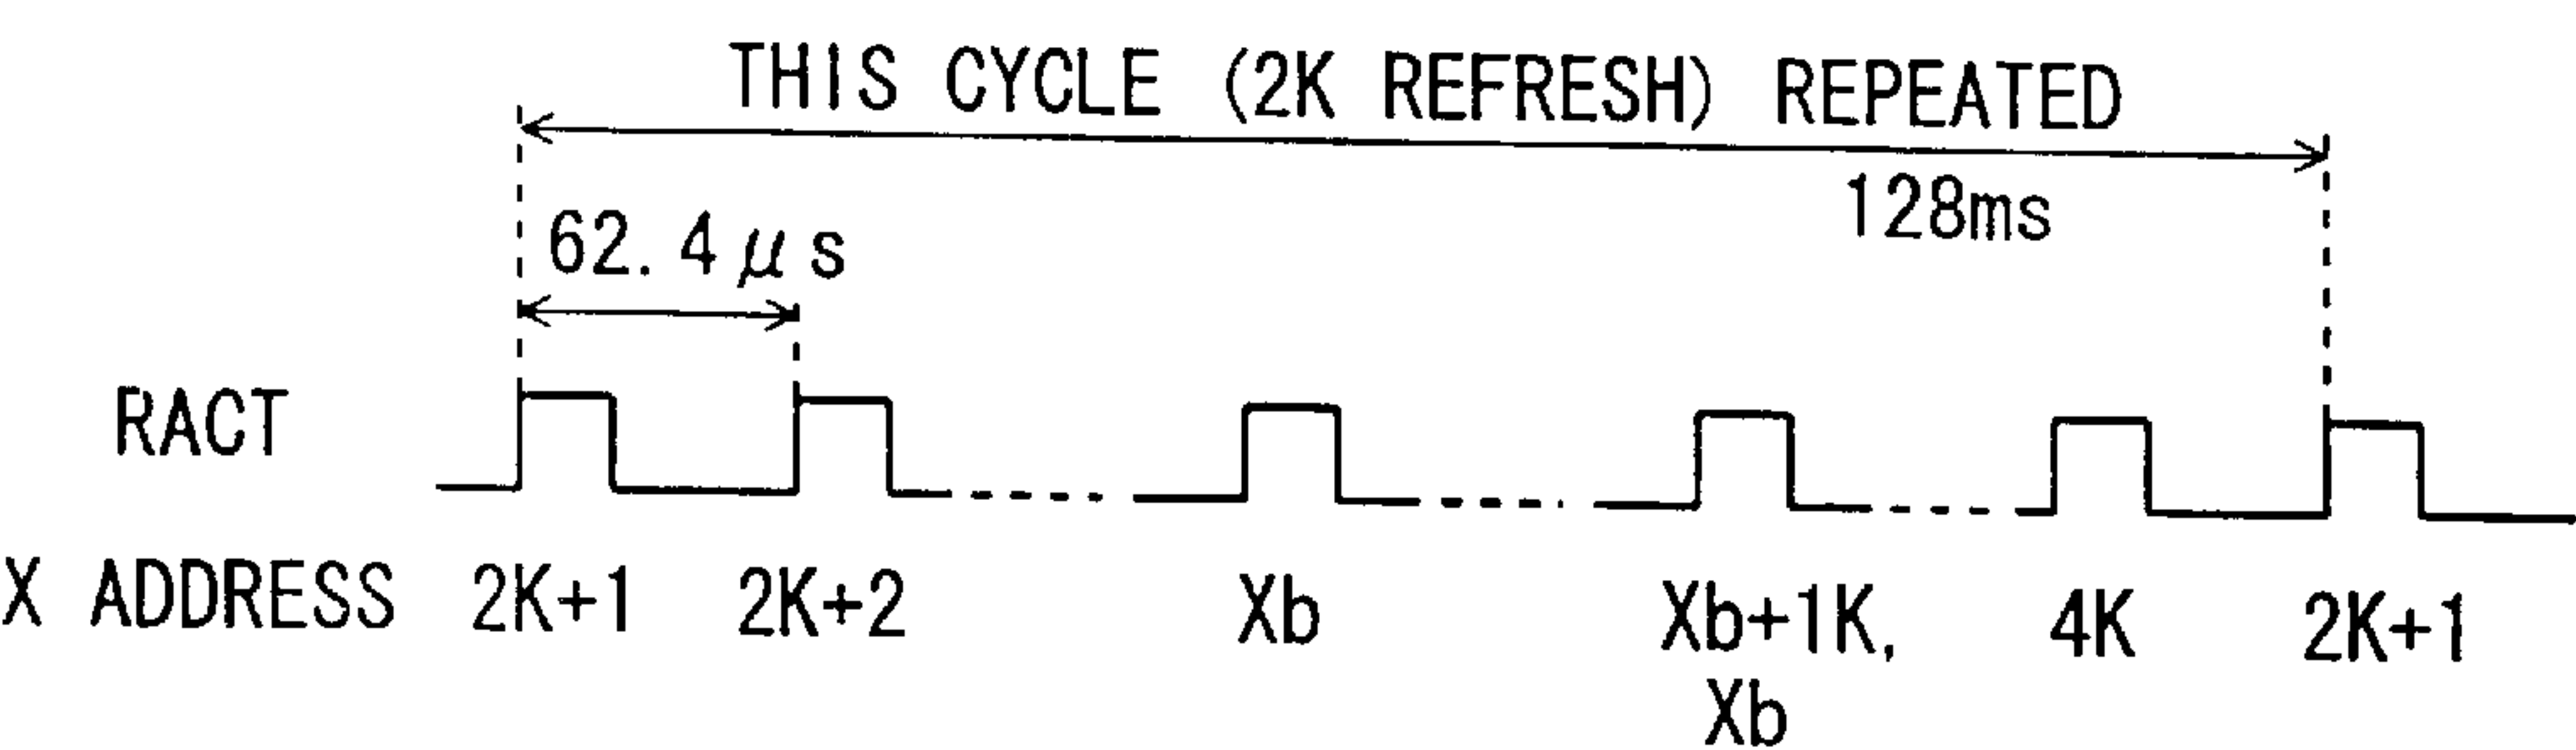 THIS CYCLE (2K REFRESH) REPEATED
128ms
62.4μs
RACT
X ADDRESS 2K+1 2K+2 Xb Xb+1K, 4K 2K+1
Xb